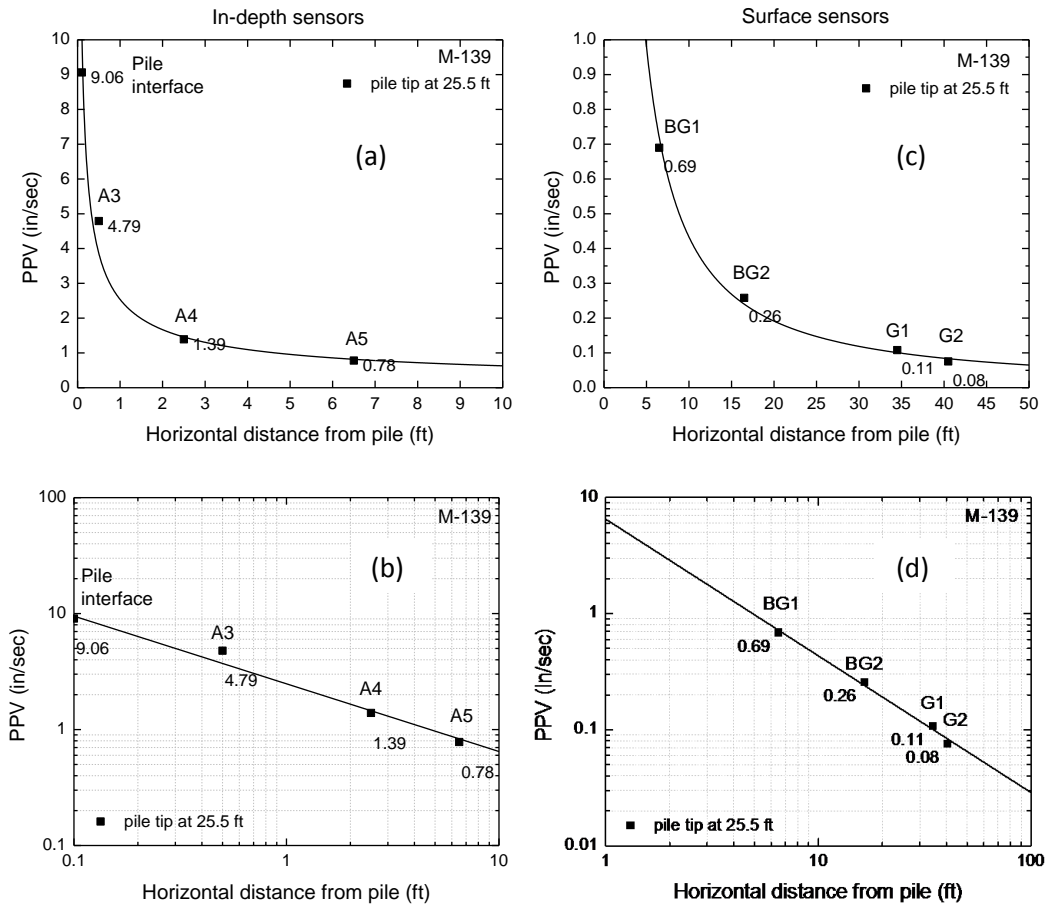 In-depth sensors
10
9
8
7
6
5
4
3
2
1
0
PPV (in/sec)
9.06
Pile
interface
M-139
pile tip at 25.5 ft
(a)
A3
4.79
A4
1.39
A5
0.78
0 1 2 3 4 5 6 7 8 9 10
Horizontal distance from pile (ft)
Surface sensors
1.0
0.9
0.8
0.7
0.6
0.5
0.4
0.3
0.2
0.1
0.0
PPV (in/sec)
M-139
pile tip at 25.5 ft
(c)
BG1
0.69
BG2
0.26
G1
0.11
G2
0.08
0 5 10 15 20 25 30 35 40 45 50
Horizontal distance from pile (ft)
100
10
1
0.1
PPV (in/sec)
M-139
(b)
Pile
interface
9.06
A3
4.79
A4
1.39
A5
0.78
pile tip at 25.5 ft
0.1 1 10
Horizontal distance from pile (ft)
10
1
0.1
0.01
PPV (in/sec)
M-139
(d)
BG1
0.69
BG2
0.26
G1
0.11
G2
0.08
pile tip at 25.5 ft
1 10 100
Horizontal distance from pile (ft)